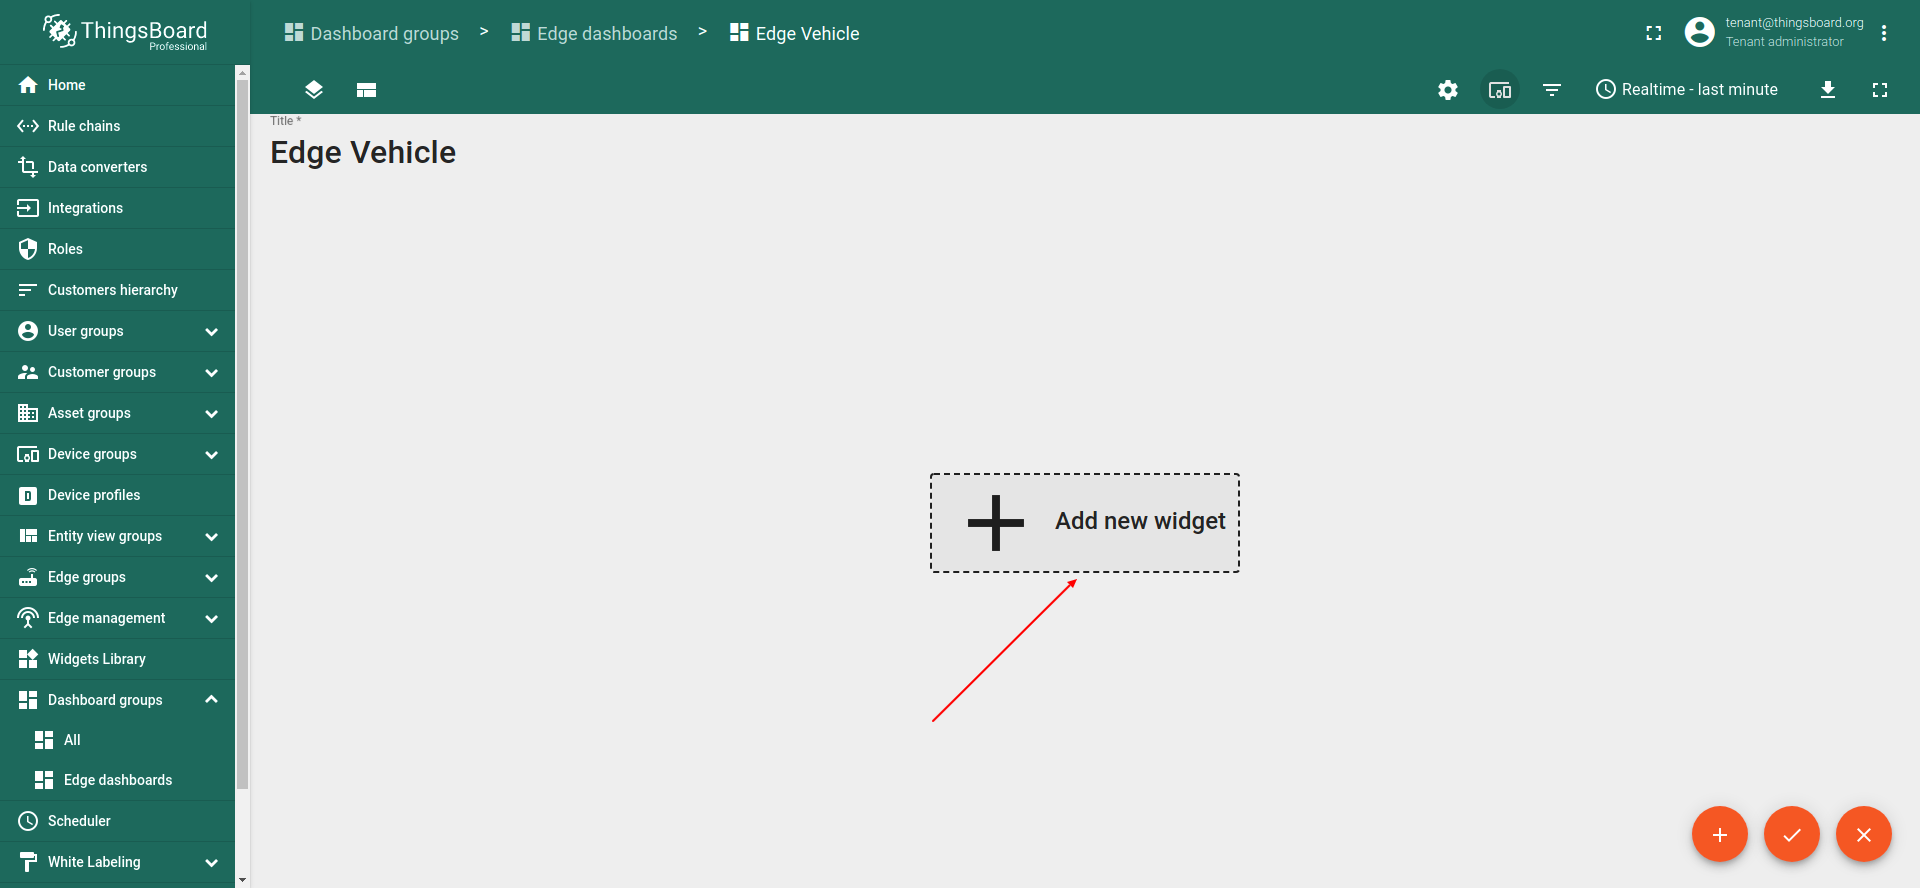 ThingsBoard
Professional
Dashboard groups > Edge dashboards > Edge Vehicle
tenant@thingsboard.org
Tenant administrator
Realtime - last minute
Home
Rule chains
Data converters
Integrations
Roles
Customers hierarchy
User groups
Customer groups
Asset groups
Device groups
Device profiles
Entity view groups
Edge groups
Edge management
Widgets Library
Dashboard groups
All
Edge dashboards
Scheduler
White Labeling
Title *
Edge Vehicle
Add new widget